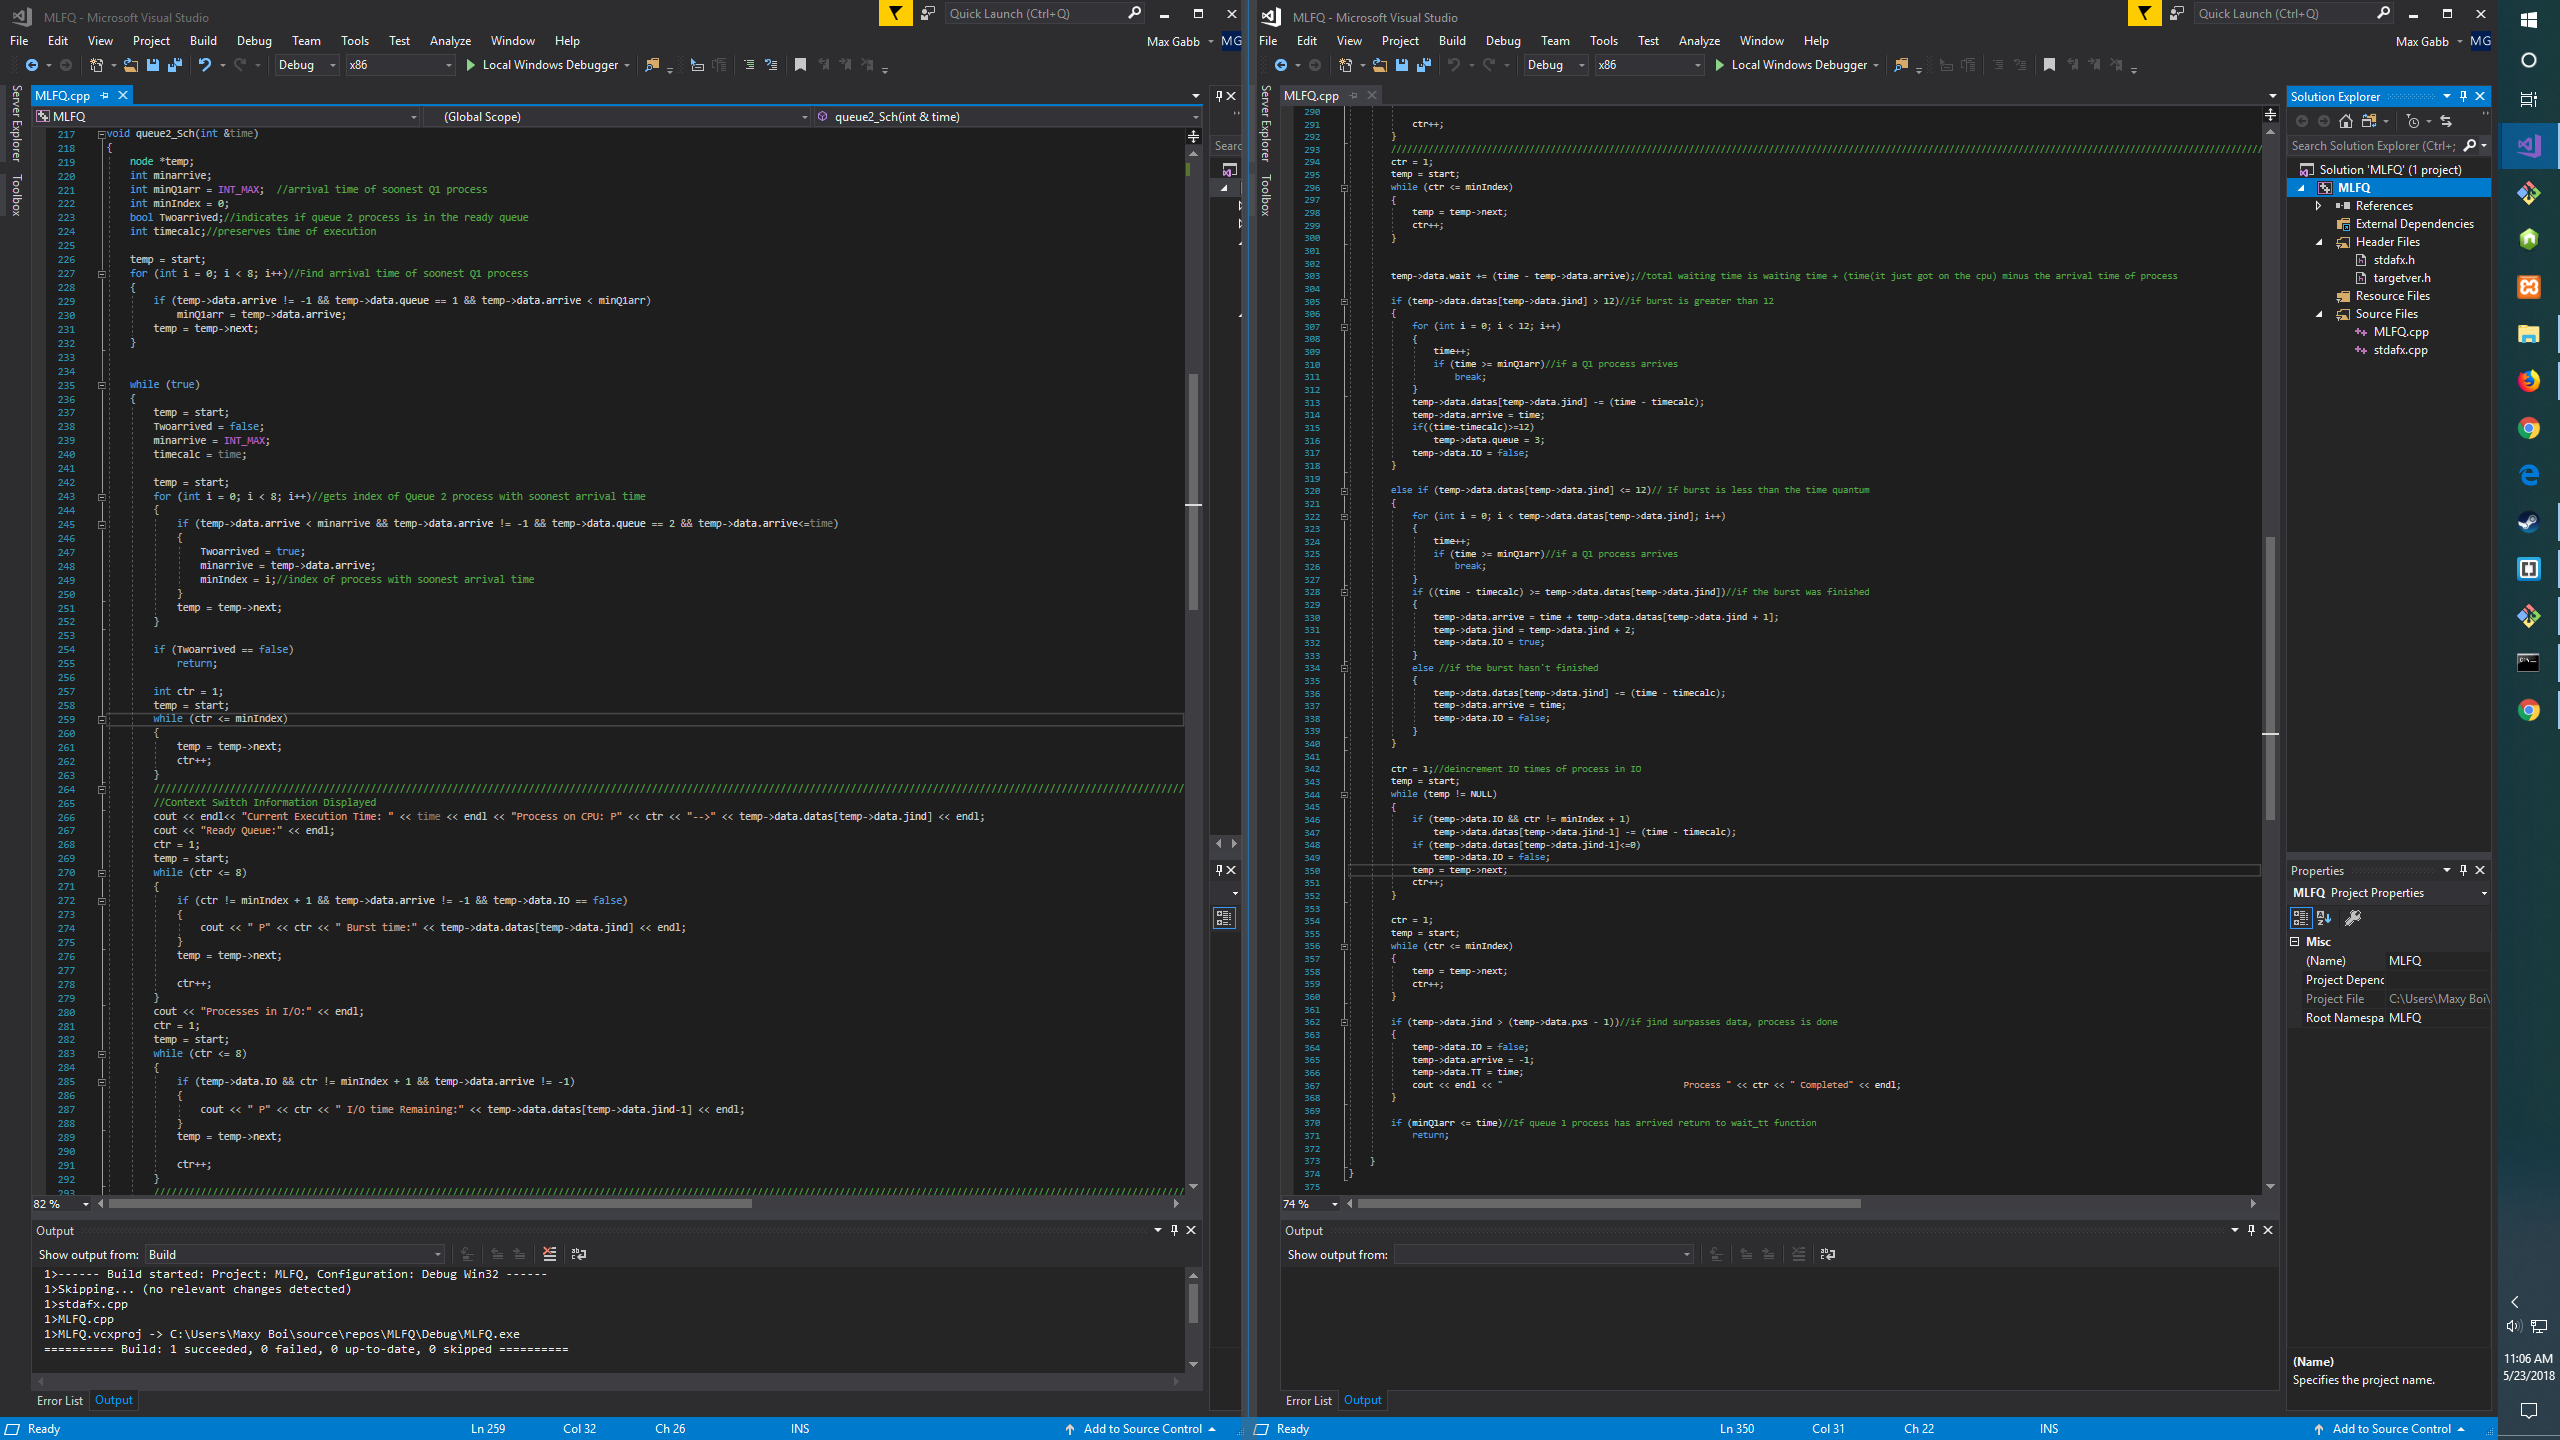 MLFQ - Microsoft Visual Studio
Quick Launch (Ctrl+Q)
File Edit View Project Build Debug Team Tools Test Analyze Window Help
Max Gabb MG
Debug x86 Local Windows Debugger
Server Explorer
Toolbox
MLFQ.cpp
MLFQ (Global Scope) queue2_Sch(int & time)
217 void queue2_Sch(int &time)
218 {
219 node *temp;
220 int minarrive;
221 int minQ1arr = INT_MAX; //arrival time of soonest Q1 process
222 int minIndex = 0;
223 bool Twoarrived;//indicates if queue 2 process is in the ready queue
224 int timecalc;//preserves time of execution
225
226 temp = start;
227 for (int i = 0; i < 8; i++)//Find arrival time of soonest Q1 process
228 {
229 if (temp->data.arrive != -1 && temp->data.queue == 1 && temp->data.arrive < minQ1arr)
230 minQ1arr = temp->data.arrive;
231 temp = temp->next;
232 }
233
234
235 while (true)
236 {
237 temp = start;
238 Twoarrived = false;
239 minarrive = INT_MAX;
240 timecalc = time;
241
242 temp = start;
243 for (int i = 0; i < 8; i++)//gets index of Queue 2 process with soonest arrival time
244 {
245 if (temp->data.arrive < minarrive && temp->data.arrive != -1 && temp->data.queue == 2 && temp->data.arrive<=time)
246 {
247 Twoarrived = true;
248 minarrive = temp->data.arrive;
249 minIndex = i;//index of process with soonest arrival time
250 }
251 temp = temp->next;
252 }
253
254 if (Twoarrived == false)
255 return;
256
257 int ctr = 1;
258 temp = start;
259 while (ctr <= minIndex)
260 {
261 temp = temp->next;
262 ctr++;
263 }
264
265 //Context Switch Information Displayed
266 cout << endl<< "Current Execution Time: " << time << endl << "Process on CPU: P" << ctr << "-->" << temp->data.datas[temp->data.jind] << endl;
267 cout << "Ready Queue:" << endl;
268 ctr = 1;
269 temp = start;
270 while (ctr <= 8)
271 {
272 if (ctr != minIndex + 1 && temp->data.arrive != -1 && temp->data.IO == false)
273 {
274 cout << " P" << ctr << " Burst time:" << temp->data.datas[temp->data.jind] << endl;
275 }
276 temp = temp->next;
277
278 ctr++;
279 }
280 cout << "Processes in I/O:" << endl;
281 ctr = 1;
282 temp = start;
283 while (ctr <= 8)
284 {
285 if (temp->data.IO && ctr != minIndex + 1 && temp->data.arrive != -1)
286 {
287 cout << " P" << ctr << " I/O time Remaining:" << temp->data.datas[temp->data.jind-1] << endl;
288 }
289 temp = temp->next;
290
291 ctr++;
292 }
293
82 %
Output
Show output from: Build
1>------ Build started: Project: MLFQ, Configuration: Debug Win32 ------
1>Skipping... (no relevant changes detected)
1>stdafx.cpp
1>MLFQ.cpp
1>MLFQ.vcxproj -> C:\Users\Maxy Boi\source\repos\MLFQ\Debug\MLFQ.exe
========== Build: 1 succeeded, 0 failed, 0 up-to-date, 0 skipped ==========
Error List Output
Ready Ln 259 Col 32 Ch 26 INS Add to Source Control
Searc
MLFQ - Microsoft Visual Studio
Quick Launch (Ctrl+Q)
File Edit View Project Build Debug Team Tools Test Analyze Window Help
Max Gabb MG
Debug x86 Local Windows Debugger
Server Explorer
Toolbox
MLFQ.cpp
290
291 ctr++;
292 }
293
294 ctr = 1;
295 temp = start;
296 while (ctr <= minIndex)
297 {
298 temp = temp->next;
299 ctr++;
300 }
301
302
303 temp->data.wait += (time - temp->data.arrive);//total waiting time is waiting time + (time(it just got on the cpu) minus the arrival time of process
304
305 if (temp->data.datas[temp->data.jind] > 12)//if burst is greater than 12
306 {
307 for (int i = 0; i < 12; i++)
308 {
309 time++;
310 if (time >= minQ1arr)//if a Q1 process arrives
311 break;
312 }
313 temp->data.datas[temp->data.jind] -= (time - timecalc);
314 temp->data.arrive = time;
315 if((time-timecalc)>=12)
316 temp->data.queue = 3;
317 temp->data.IO = false;
318 }
319
320 else if (temp->data.datas[temp->data.jind] <= 12)// If burst is less than the time quantum
321 {
322 for (int i = 0; i < temp->data.datas[temp->data.jind]; i++)
323 {
324 time++;
325 if (time >= minQ1arr)//if a Q1 process arrives
326 break;
327 }
328 if ((time - timecalc) >= temp->data.datas[temp->data.jind])//if the burst was finished
329 {
330 temp->data.arrive = time + temp->data.datas[temp->data.jind + 1];
331 temp->data.jind = temp->data.jind + 2;
332 temp->data.IO = true;
333 }
334 else //if the burst hasn't finished
335 {
336 temp->data.datas[temp->data.jind] -= (time - timecalc);
337 temp->data.arrive = time;
338 temp->data.IO = false;
339 }
340 }
341
342 ctr = 1;//deincrement IO times of process in IO
343 temp = start;
344 while (temp != NULL)
345 {
346 if (temp->data.IO && ctr != minIndex + 1)
347 temp->data.datas[temp->data.jind-1] -= (time - timecalc);
348 if (temp->data.datas[temp->data.jind-1]<=0)
349 temp->data.IO = false;
350 temp = temp->next;
351 ctr++;
352 }
353
354 ctr = 1;
355 temp = start;
356 while (ctr <= minIndex)
357 {
358 temp = temp->next;
359 ctr++;
360 }
361
362 if (temp->data.jind > (temp->data.pxs - 1))//if jind surpasses data, process is done
363 {
364 temp->data.IO = false;
365 temp->data.arrive = -1;
366 temp->data.TT = time;
367 cout << endl << " Process " << ctr << " Completed" << endl;
368 }
369
370 if (minQ1arr <= time)//If queue 1 process has arrived return to wait_tt function
371 return;
372
373 }
374 }
375
74 %
Output
Show output from:
Error List Output
Ready Ln 350 Col 31 Ch 22 INS Add to Source Control
Solution Explorer
Search Solution Explorer (Ctrl+;
Solution 'MLFQ' (1 project)
MLFQ
References
External Dependencies
Header Files
stdafx.h
targetver.h
Resource Files
Source Files
MLFQ.cpp
stdafx.cpp
Properties
MLFQ Project Properties
Misc
(Name) MLFQ
Project Depenc
Project File C:\Users\Maxy Boi\
Root Namespa MLFQ
(Name)
Specifies the project name.
11:06 AM
5/23/2018